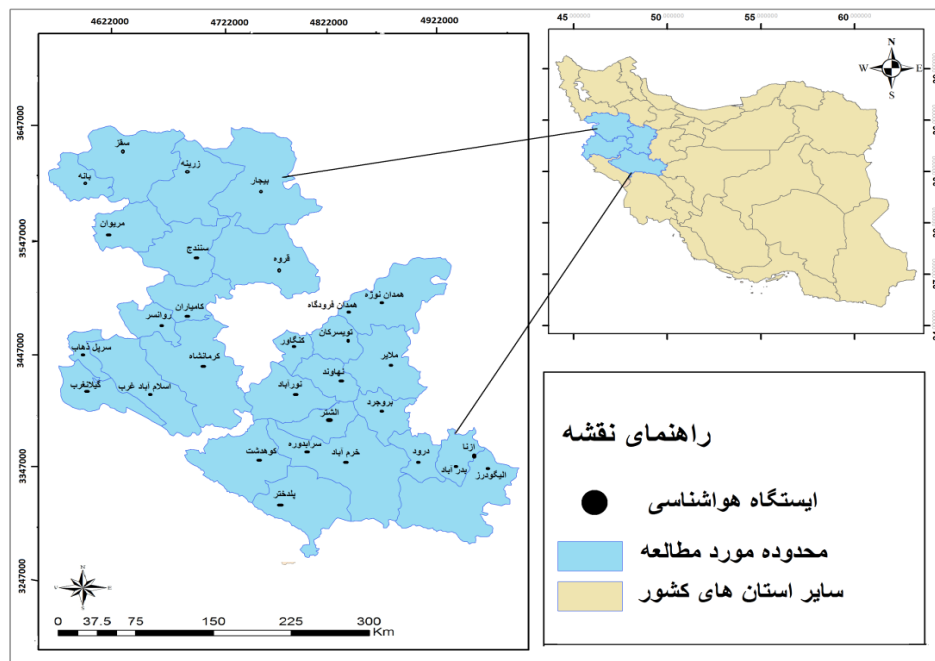 4622000
4722000
4822000
4922000
3647000
3547000
3447000
3347000
3247000
سقز
زرینه
بانه
بیجار
مریوان
سنندج
قروه
همدان نوژه
همدان فرودگاه
کامیاران
روانسر
تویسرکان
کنگاور
سرپل ذهاب
کرمانشاه
ملایر
نهاوند
گیلانغرب
اسلام آباد غرب
نورآباد
بروجرد
الشتر
سرابدوره
کوهدشت
خرم آباد
درود
ازنا
بدر آباد
الیگودرز
پلدختر
N
W
E
S
0
37.5
75
150
225
300
Km
45
50
55
60
N
W
E
S
راهنمای نقشه
ایستگاه هواشناسی
محدوده مورد مطالعه
سایر استان های کشور